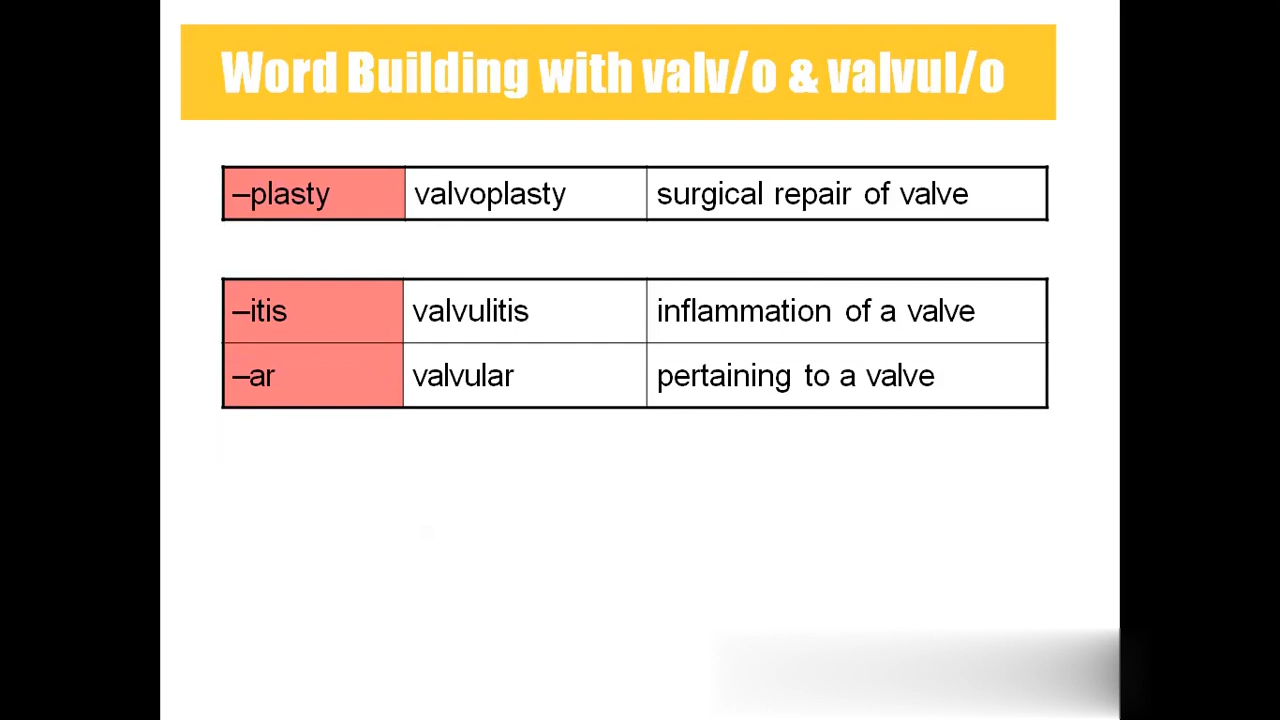 Word Building with valv/o & valvul/o
–plasty valvoplasty surgical repair of valve
–itis valvulitis inflammation of a valve
–ar valvular pertaining to a valve